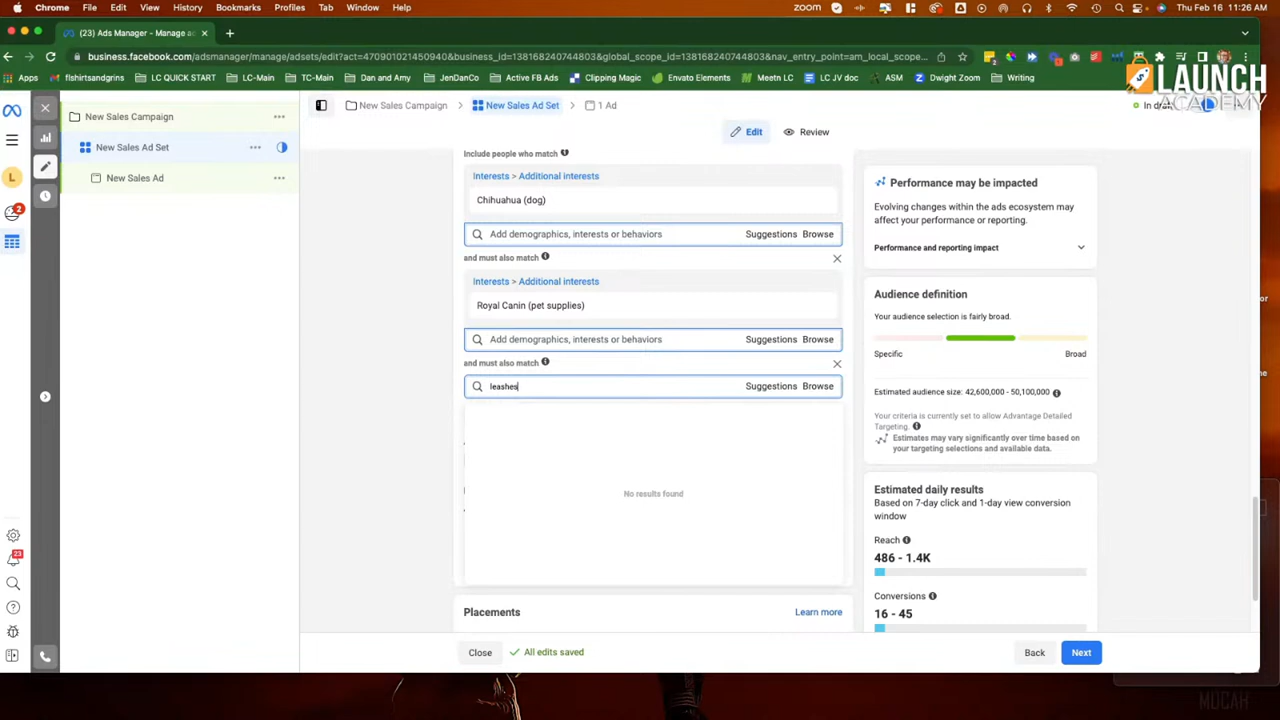 Chrome File Edit View History Bookmarks Profiles Tab Window Help zoom Thu Feb 16 11:26 AM
(23) Ads Manager - Manage ad
business.facebook.com/adsmanager/manage/adsets/edit?act=470901021450940&business_id=138168240744803&global_scope_id=138168240744803&nav_entry_point=am_local_scope...
Apps flshirtsandgrins LC QUICK START LC-Main TC-Main Dan and Amy JenDanCo Active FB Ads Clipping Magic Envato Elements Meetn LC LC JV doc ASM Dwight Zoom Writing
LAUNCH
ACADEMY
New Sales Campaign
New Sales Ad Set
New Sales Ad
L
2
23
New Sales Campaign > New Sales Ad Set > 1 Ad
In dra
Edit Review
Include people who match
Interests > Additional interests
Chihuahua (dog)
Add demographics, interests or behaviors Suggestions Browse
and must also match
Interests > Additional interests
Royal Canin (pet supplies)
Add demographics, interests or behaviors Suggestions Browse
and must also match
leashes Suggestions Browse
No results found
Placements Learn more
Close All edits saved Back Next
Performance may be impacted
Evolving changes within the ads ecosystem may
affect your performance or reporting.
Performance and reporting impact
Audience definition
Your audience selection is fairly broad.
Specific Broad
Estimated audience size: 42,600,000 - 50,100,000
Your criteria is currently set to allow Advantage Detailed
Targeting.
Estimates may vary significantly over time based on
your targeting selections and available data.
Estimated daily results
Based on 7-day click and 1-day view conversion
window
Reach
486 - 1.4K
Conversions
16 - 45
MUCAH